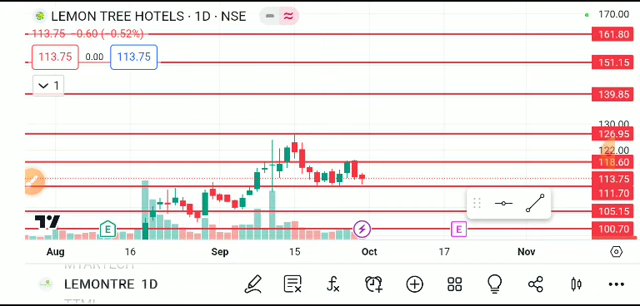 LEMON TREE HOTELS · 1D · NSE
170.00
113.75 −0.60 (−0.52%)
161.80
113.75 0.00 113.75
151.15
1
139.85
130.00
126.95
122.00
118.60
113.75
111.70
105.15
100.70
E E
Aug 16 Sep 15 Oct 17 Nov
MTARTECH
LEMONTRE 1D
TTML